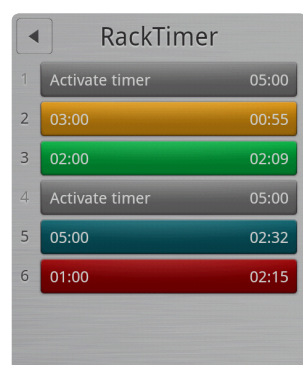 RackTimer
1 Activate timer 05:00
2 03:00 00:55
3 02:00 02:09
4 Activate timer 05:00
5 05:00 02:32
6 01:00 02:15